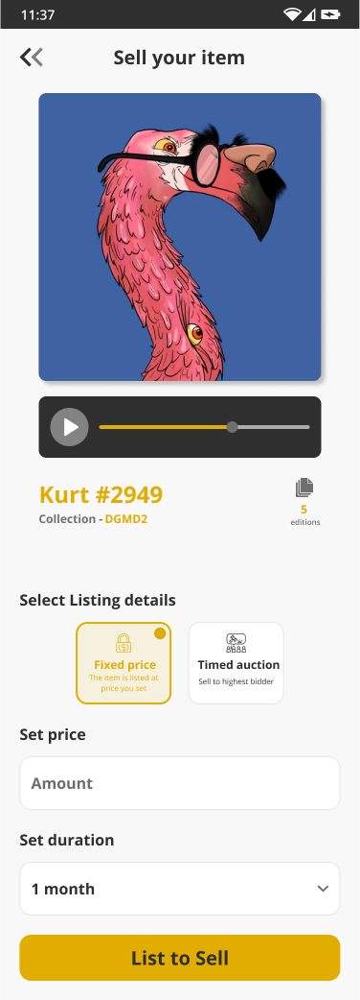 11:37
Sell your item
Kurt #2949
Collection - DGMD2
5
editions
Select Listing details
Fixed price
The item is listed at
price you set
Timed auction
Sell to highest bidder
Set price
Amount
Set duration
1 month
List to Sell